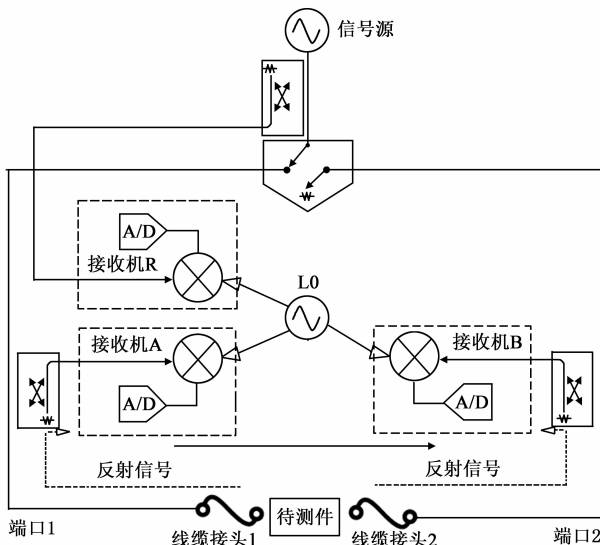 信号源
A/D
接收机R
L0
接收机A
接收机B
A/D
A/D
反射信号
反射信号
待测件
端口1
线缆接头1
线缆接头2
端口2